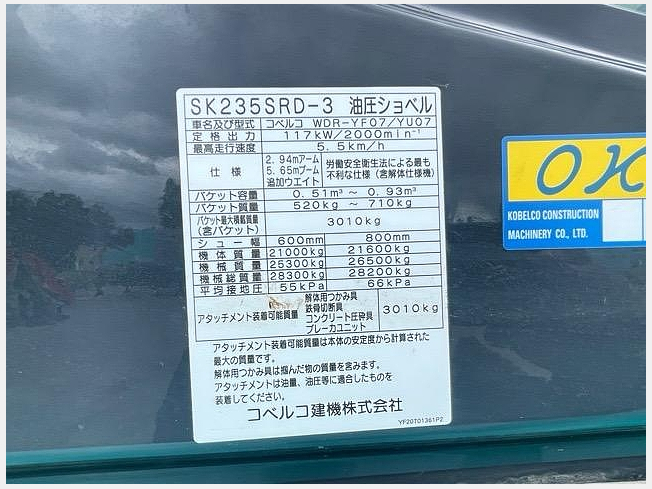 SK235SRD-3 油圧ショベル
車名及び型式 コベルコ WDR-YF07/YU07
定格出力 117kW/2000min⁻¹
最高走行速度 5.5km/h
仕様 2.94mアーム 5.65mブーム 追加ウエイト 労働安全衛生法による最も不利な仕様(含解体仕様機)
バケット容量 0.51m³ ~ 0.93m³
バケット質量 520kg ~ 710kg
バケット最大積載質量(含バケット) 3010kg
シュー幅 600mm 800mm
機体質量 21000kg 21600kg
機械質量 25300kg 26500kg
機械総質量 28300kg 28200kg
平均接地圧 55kPa 66kPa
アタッチメント装着可能質量 解体用つかみ具 鉄骨切断具 コンクリート圧砕具 ブレーカユニット 3010kg
アタッチメント装着可能質量は本体の安定度から計算された
最大の質量です。
解体用つかみ具は掴んだ物の質量を含みます。
アタッチメントは油量、油圧等に適合したものを
装着してください。
コベルコ建機株式会社
YF20T01361P2
OK
KOBELCO CONSTRUCTION
MACHINERY CO., LTD.